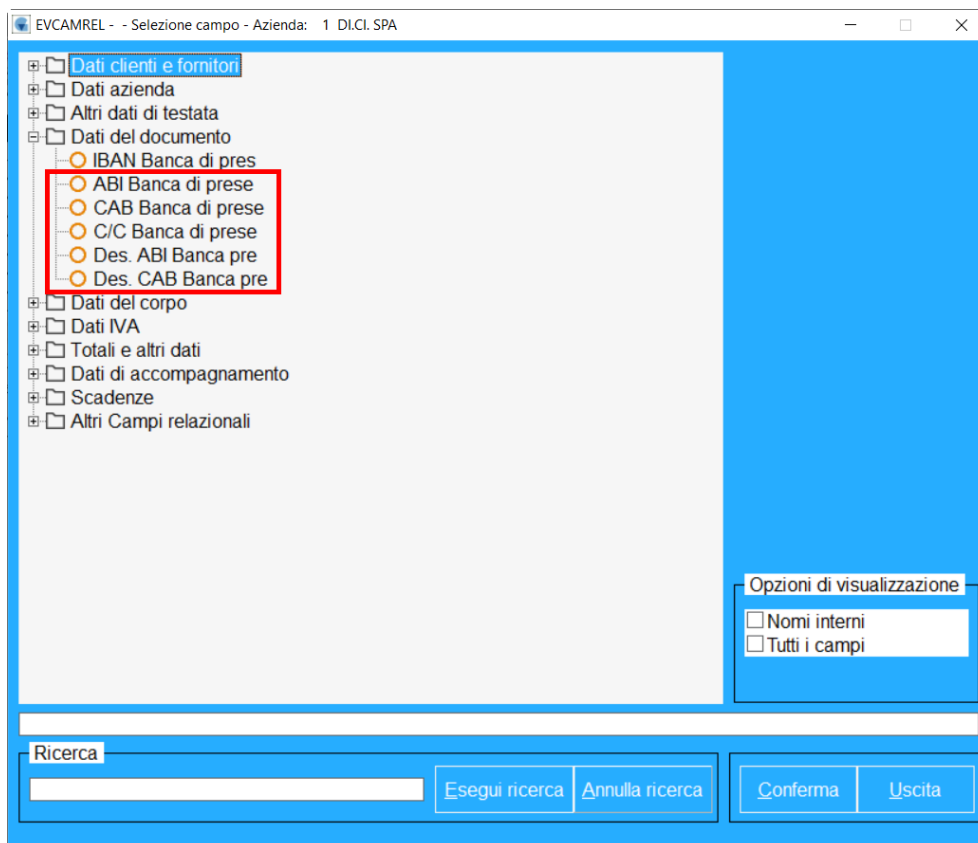 EVCAMREL - - Selezione campo - Azienda: 1 DI.CI. SPA
Dati clienti e fornitori
Dati azienda
Altri dati di testata
Dati del documento
IBAN Banca di pres
ABI Banca di prese
CAB Banca di prese
C/C Banca di prese
Des. ABI Banca pre
Des. CAB Banca pre
Dati del corpo
Dati IVA
Totali e altri dati
Dati di accompagnamento
Scadenze
Altri Campi relazionali
Opzioni di visualizzazione
Nomi interni
Tutti i campi
Ricerca
Esegui ricerca Annulla ricerca Conferma Uscita